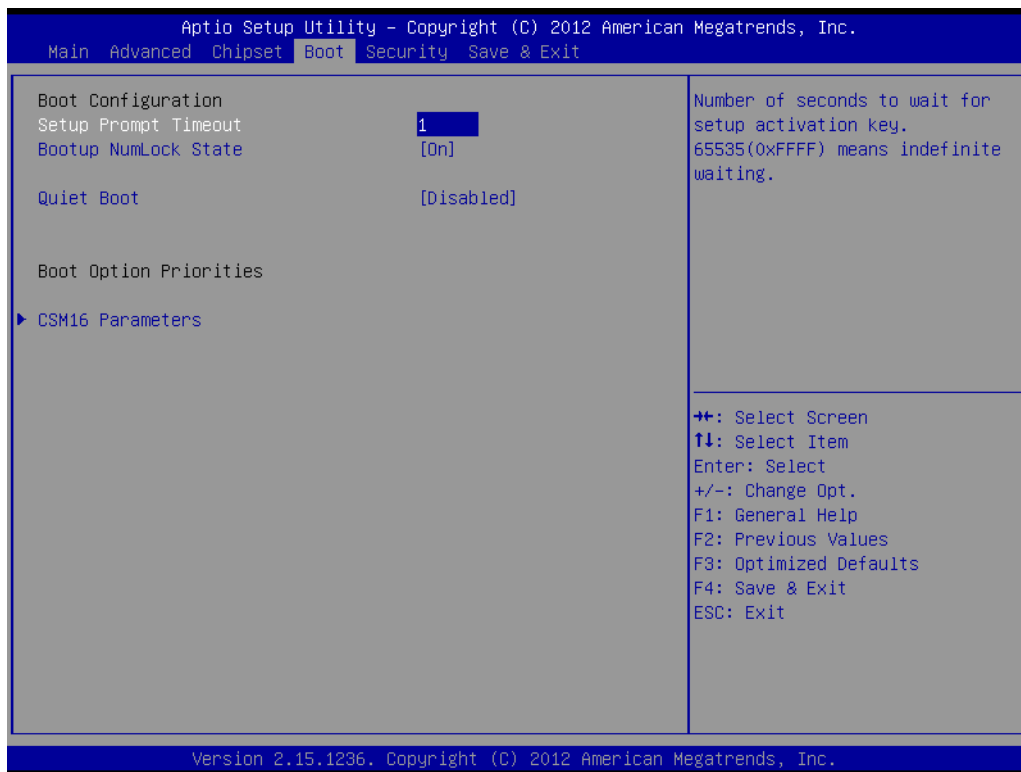 Aptio Setup Utility – Copyright (C) 2012 American Megatrends, Inc.
Main Advanced Chipset Boot Security Save & Exit
Boot Configuration
Setup Prompt Timeout 1
Bootup NumLock State [On]
Quiet Boot [Disabled]
Boot Option Priorities
CSM16 Parameters
Number of seconds to wait for
setup activation key.
65535(0xFFFF) means indefinite
waiting.
→←: Select Screen
↑↓: Select Item
Enter: Select
+/-: Change Opt.
F1: General Help
F2: Previous Values
F3: Optimized Defaults
F4: Save & Exit
ESC: Exit
Version 2.15.1236. Copyright (C) 2012 American Megatrends, Inc.